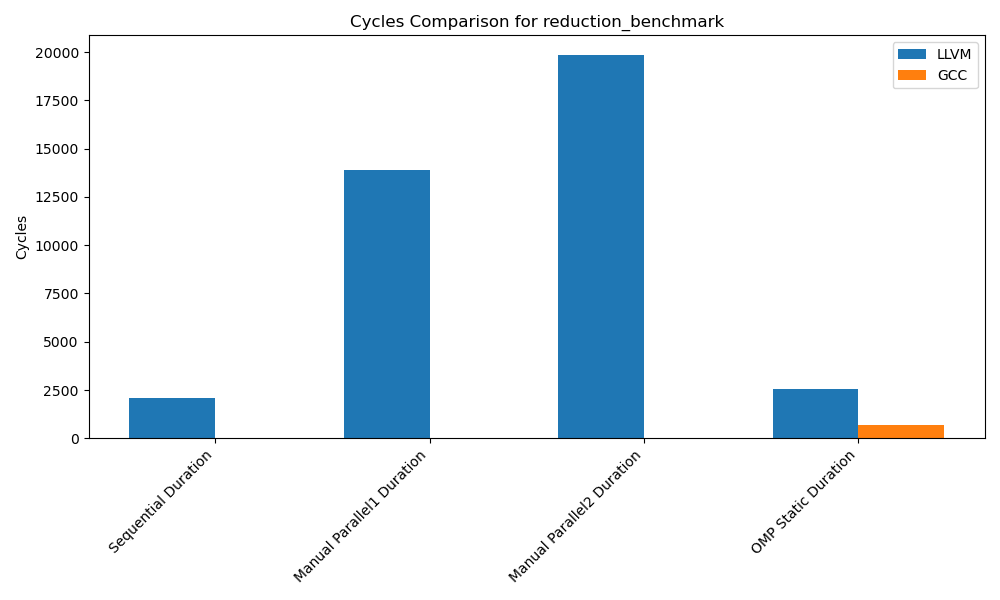 Cycles Comparison for reduction_benchmark
LLVM
GCC
Cycles
20000
17500
15000
12500
10000
7500
5000
2500
0
Sequential Duration
Manual Parallel1 Duration
Manual Parallel2 Duration
OMP Static Duration